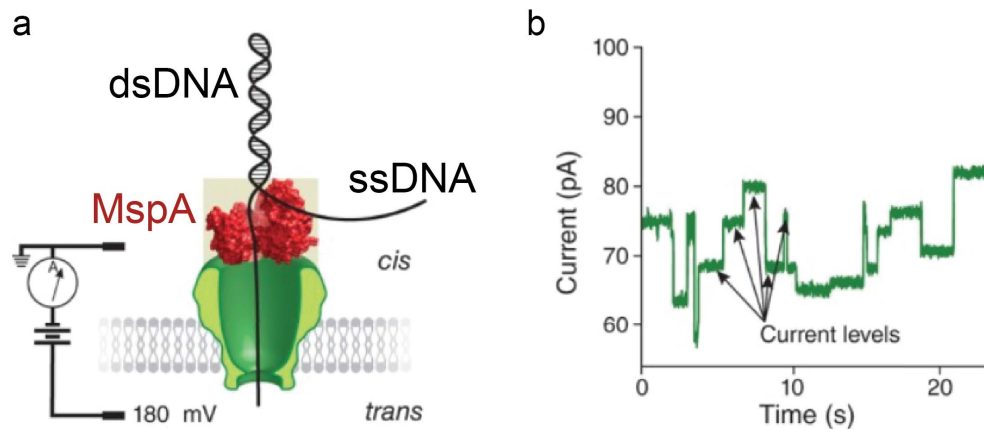 a
dsDNA
ssDNA
MspA
cis
A
trans
180 mV
b
Current (pA)
100
90
80
70
60
Current levels
0
10
20
Time (s)